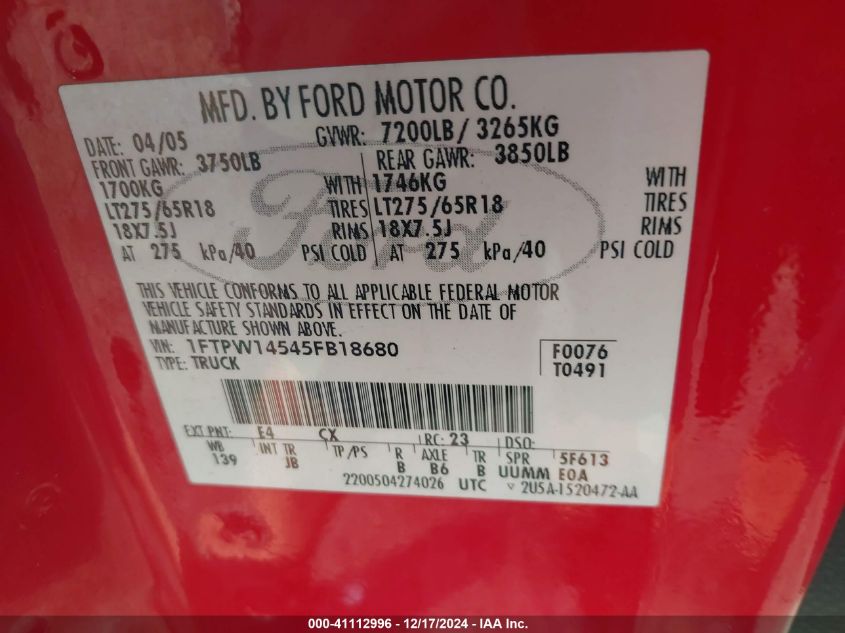 MFD. BY FORD MOTOR CO.
DATE: 04/05 GVWR: 7200LB/ 3265KG
FRONT GAWR: 3750LB REAR GAWR: 3850LB
1700KG WITH 1746KG WITH
LT275/65R18 TIRES LT275/65R18 TIRES
18X7.5J RIMS 18X7.5J RIMS
AT 275 kPa/40 PSI COLD AT 275 kPa/40 PSI COLD
Ford
THIS VEHICLE CONFORMS TO ALL APPLICABLE FEDERAL MOTOR
VEHICLE SAFETY STANDARDS IN EFFECT ON THE DATE OF
MANUFACTURE SHOWN ABOVE.
VIN: 1FTPW14545FB18680 F0076
TYPE: TRUCK T0491
EXT PNT: E4 CX RC: 23 DSO:
WB INT TR TP/PS R AXLE TR SPR 5F613
139 JB B B6 B UUMM E0A
2200504274026 UTC 2U5A-1520472-AA
000-41112996 - 12/17/2024 - IAA Inc.